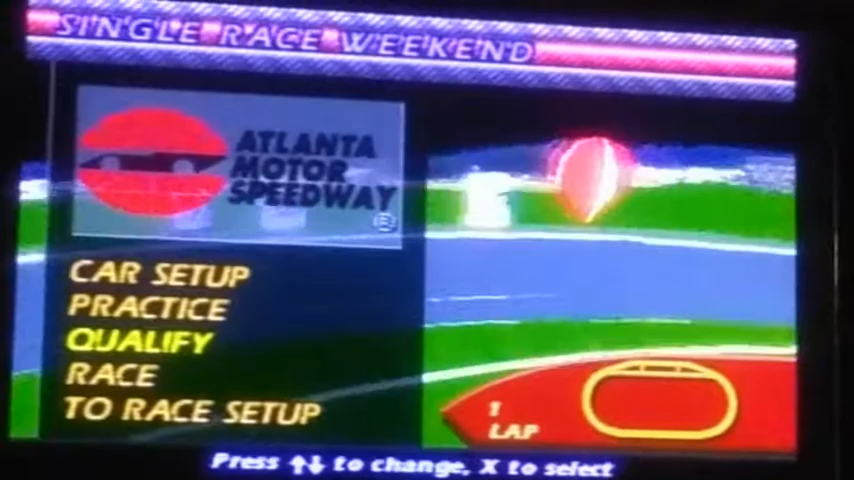 SINGLE RACE WEEKEND
ATLANTA
MOTOR
SPEEDWAY
®
CAR SETUP
PRACTICE
QUALIFY
RACE
TO RACE SETUP
1
LAP
Press ↑↓ to change, X to select